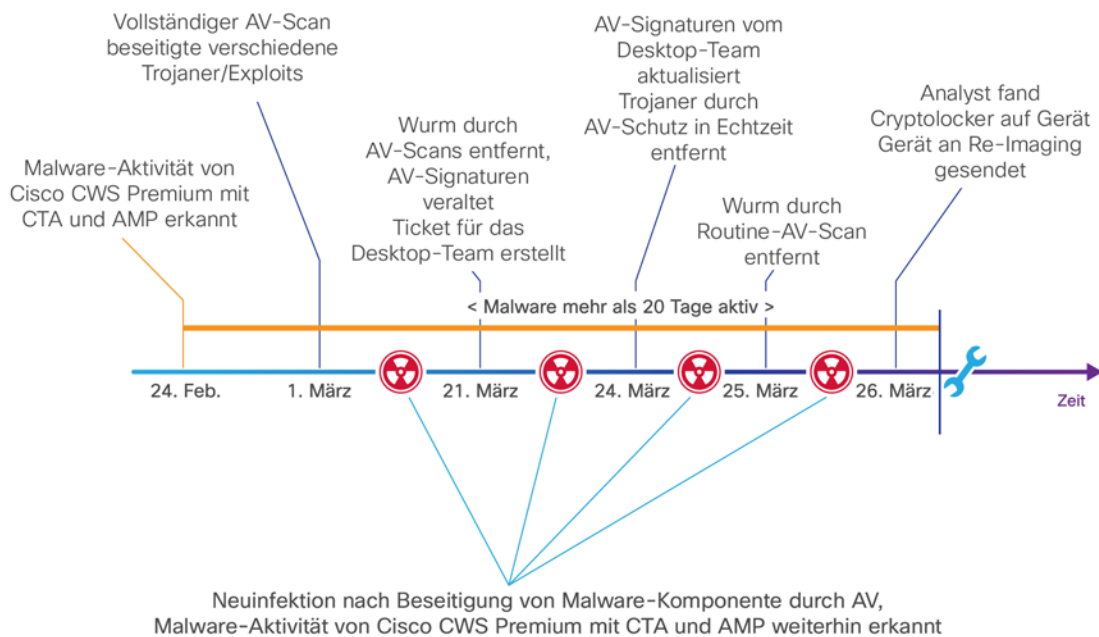 Malware-Aktivität von
Cisco CWS Premium mit
CTA und AMP erkannt
Vollständiger AV-Scan
beseitigte verschiedene
Trojaner/Exploits
Wurm durch
AV-Scans entfernt,
AV-Signaturen
veraltet
Ticket für das
Desktop-Team erstellt
AV-Signaturen vom
Desktop-Team
aktualisiert
Trojaner durch
AV-Schutz in Echtzeit
entfernt
Wurm durch
Routine-AV-Scan
entfernt
Analyst fand
Cryptolocker auf Gerät
Gerät an Re-Imaging
gesendet
< Malware mehr als 20 Tage aktiv >
24. Feb.
1. März
21. März
24. März
25. März
26. März
Zeit
Neuinfektion nach Beseitigung von Malware-Komponente durch AV,
Malware-Aktivität von Cisco CWS Premium mit CTA und AMP weiterhin erkannt